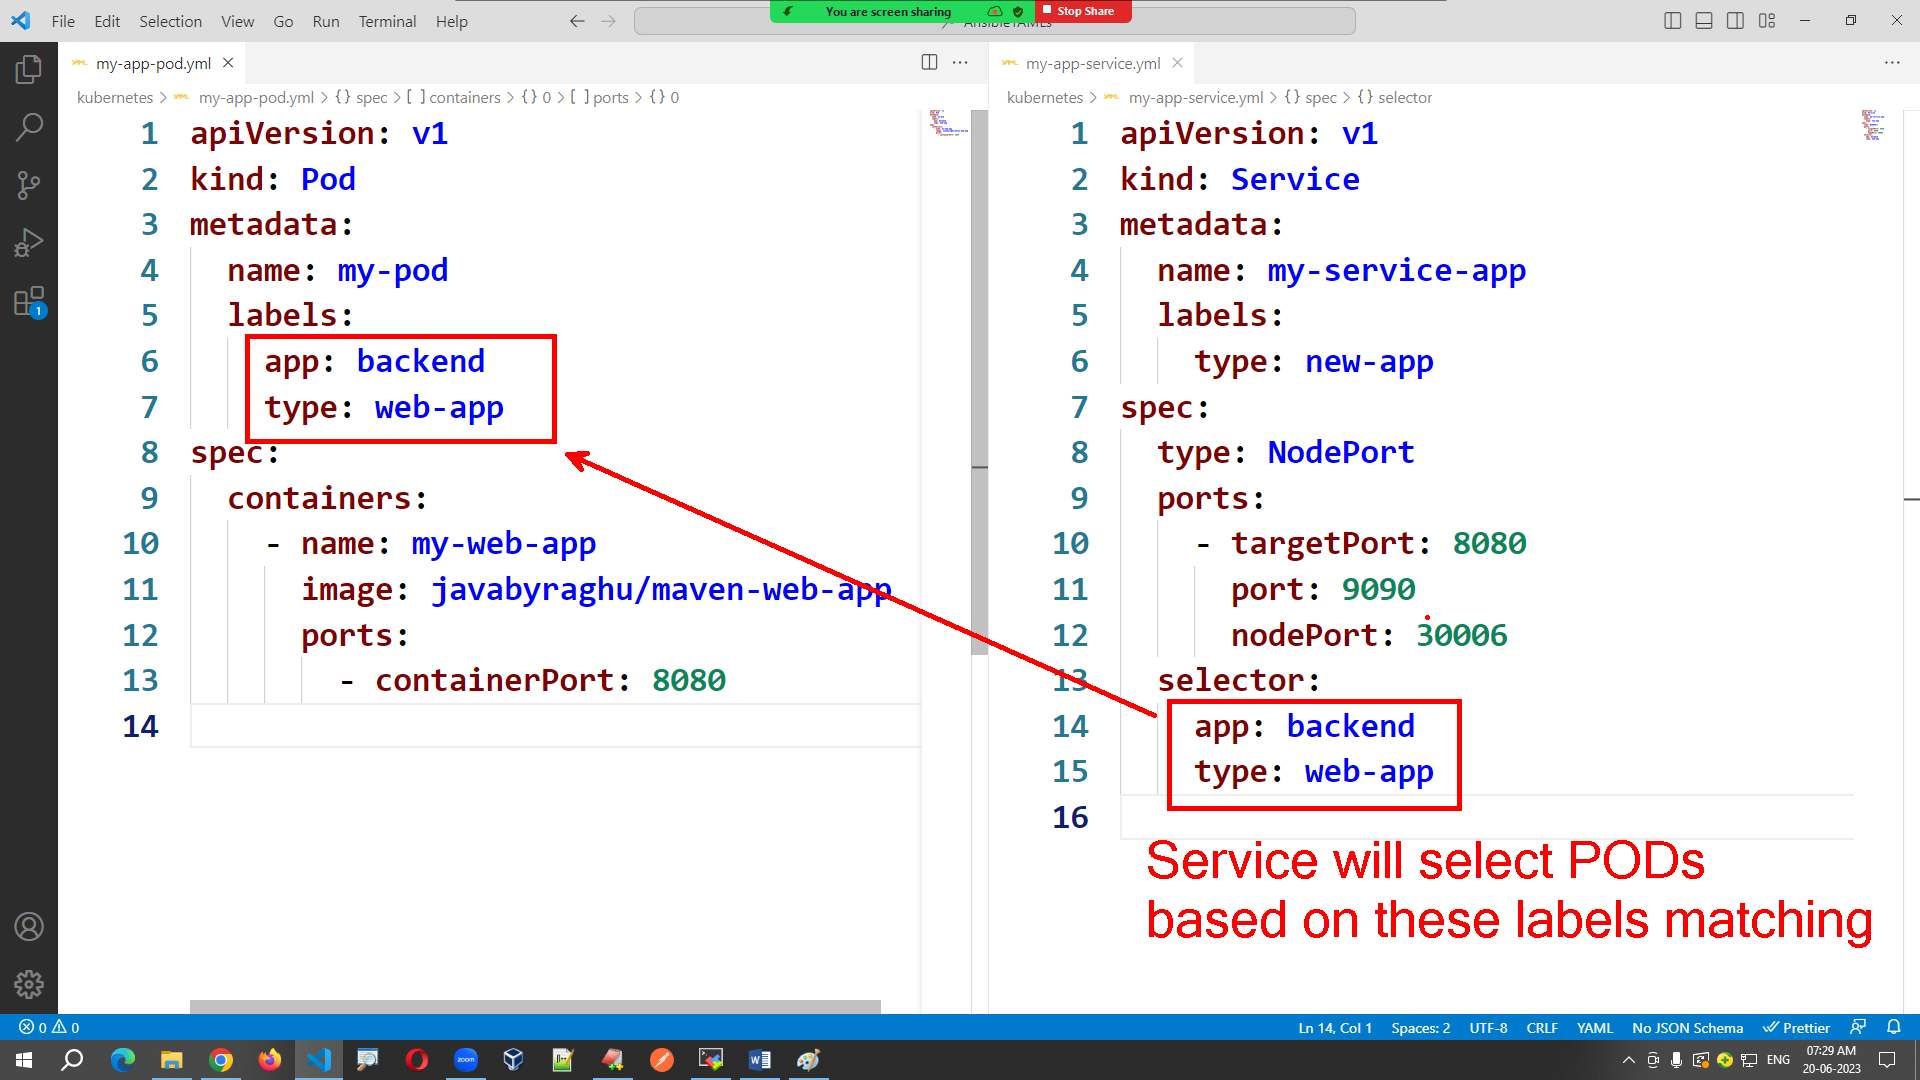 File Edit Selection View Go Run Terminal Help
You are screen sharing
Stop Share
my-app-pod.yml
kubernetes > my-app-pod.yml > {} spec > [ ] containers > {} 0 > [ ] ports > {} 0
1 apiVersion: v1
2 kind: Pod
3 metadata:
4 name: my-pod
5 labels:
6 app: backend
7 type: web-app
8 spec:
9 containers:
10 - name: my-web-app
11 image: javabyraghu/maven-web-app
12 ports:
13 - containerPort: 8080
14
my-app-service.yml
kubernetes > my-app-service.yml > {} spec > {} selector
1 apiVersion: v1
2 kind: Service
3 metadata:
4 name: my-service-app
5 labels:
6 type: new-app
7 spec:
8 type: NodePort
9 ports:
10 - targetPort: 8080
11 port: 9090
12 nodePort: 30006
13 selector:
14 app: backend
15 type: web-app
16
Service will select PODs
based on these labels matching
1
0 0
Ln 14, Col 1 Spaces: 2 UTF-8 CRLF YAML No JSON Schema Prettier
zoom
ENG
07:29 AM
20-06-2023